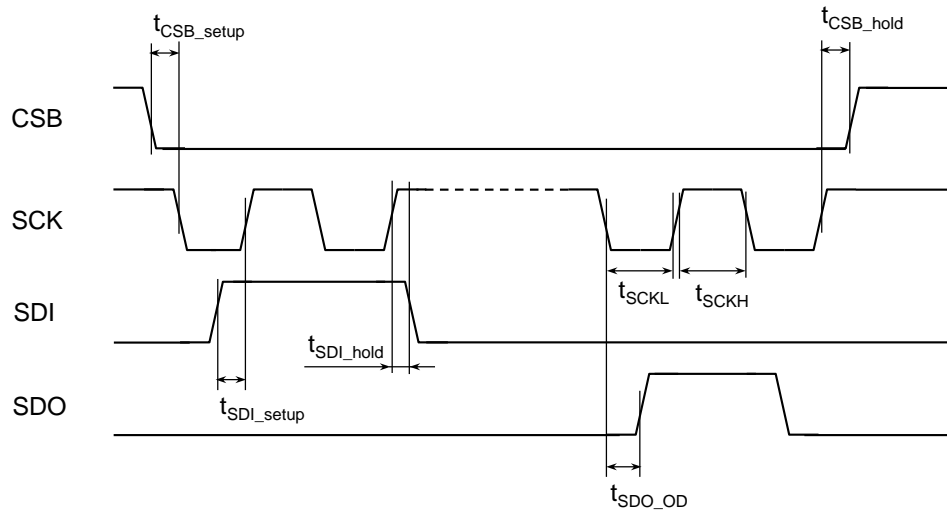 tCSB_setup
tCSB_hold
CSB
SCK
tSCKL
tSCKH
SDI
tSDI_hold
tSDI_setup
SDO
tSDO_OD